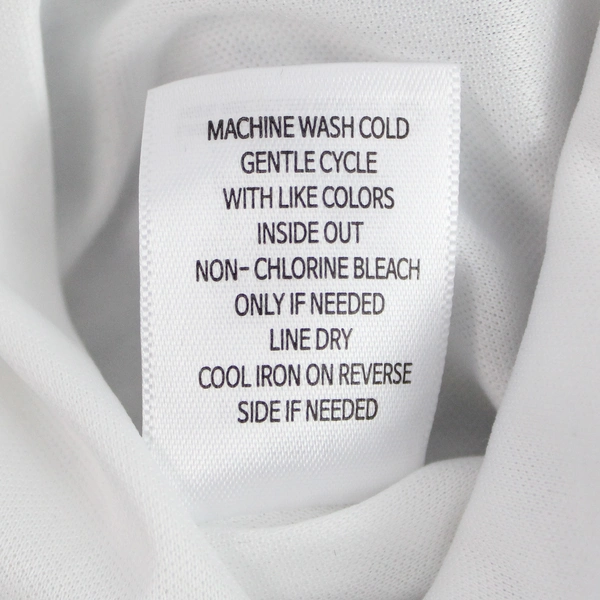 MACHINE WASH COLD
GENTLE CYCLE
WITH LIKE COLORS
INSIDE OUT
NON- CHLORINE BLEACH
ONLY IF NEEDED
LINE DRY
COOL IRON ON REVERSE
SIDE IF NEEDED